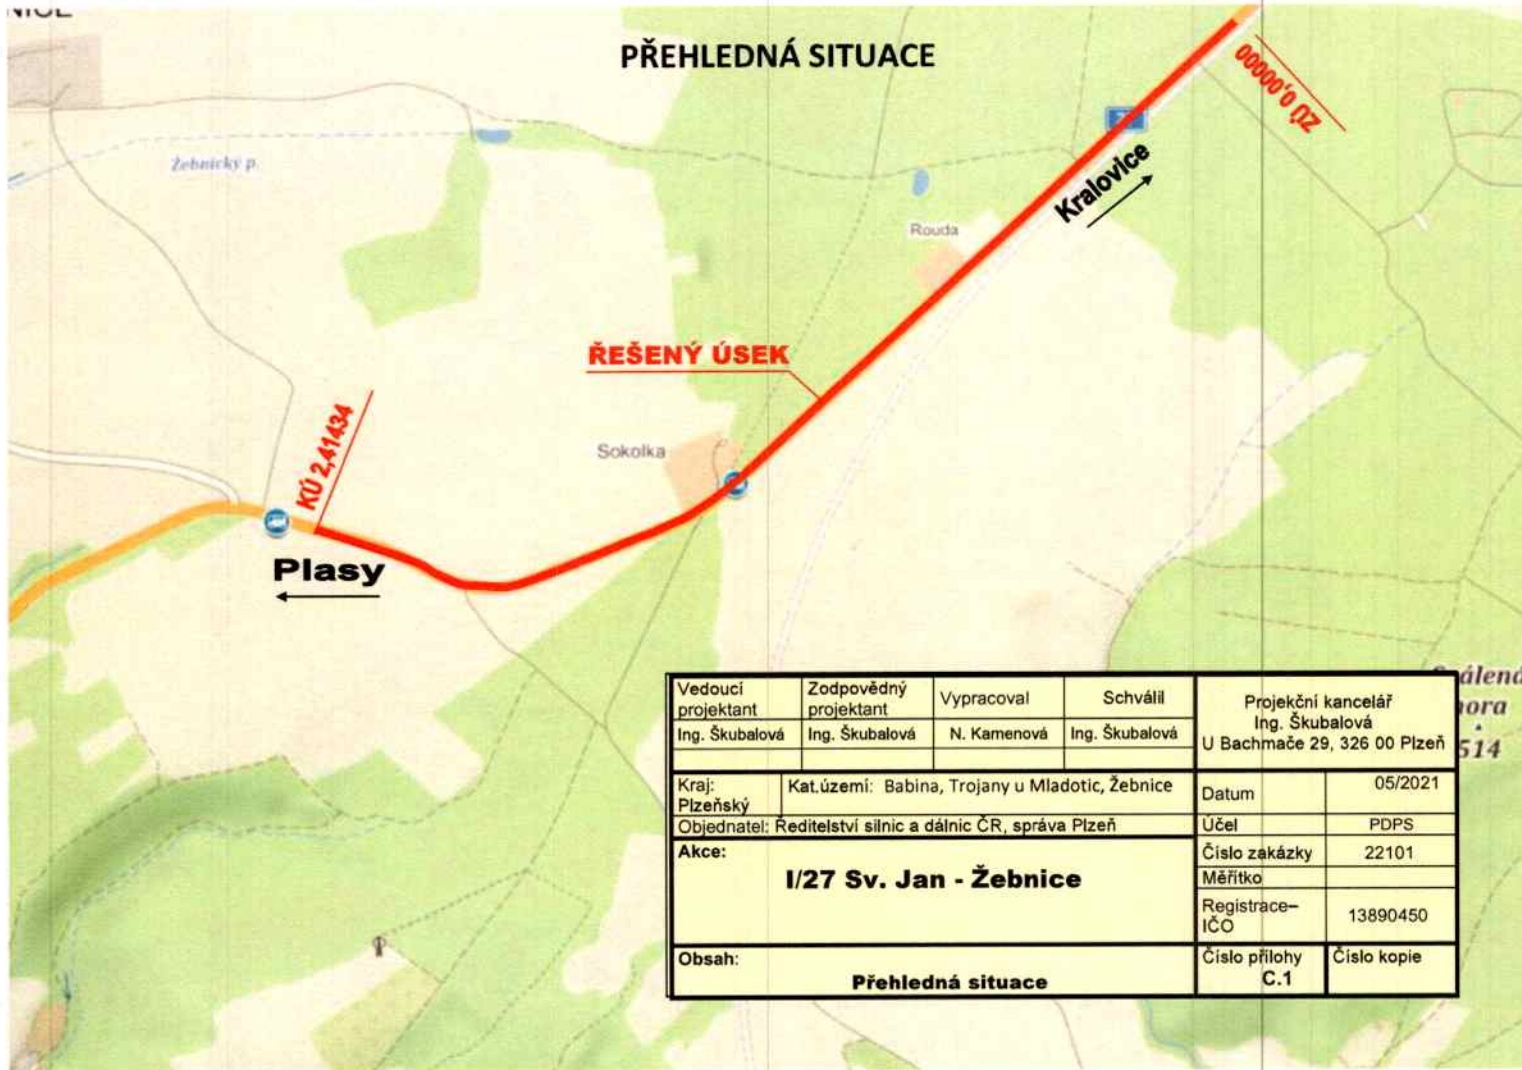 PŘEHLEDNÁ SITUACE
ZÚ 0,00000
Žebnický p.
Kralovice
Rouda
ŘEŠENÝ ÚSEK
KÚ 2,41434
Sokolka
Plasy
514
Vedoucí projektant
Zodpovědný projektant
Vypracoval
Schválil
Ing. Škubalová
Ing. Škubalová
N. Kamenová
Ing. Škubalová
Projekční kancelář
Ing. Škubalová
U Bachmače 29, 326 00 Plzeň
Kraj:
Plzeňský
Kat.území: Babina, Trojany u Mladotic, Žebnice
Objednatel: Ředitelství silnic a dálnic ČR, správa Plzeň
Datum 05/2021
Účel PDPS
Akce:
I/27 Sv. Jan - Žebnice
Číslo zakázky 22101
Měřítko
Registrace–
IČO 13890450
Obsah:
Přehledná situace
Číslo přílohy
C.1
Číslo kopie